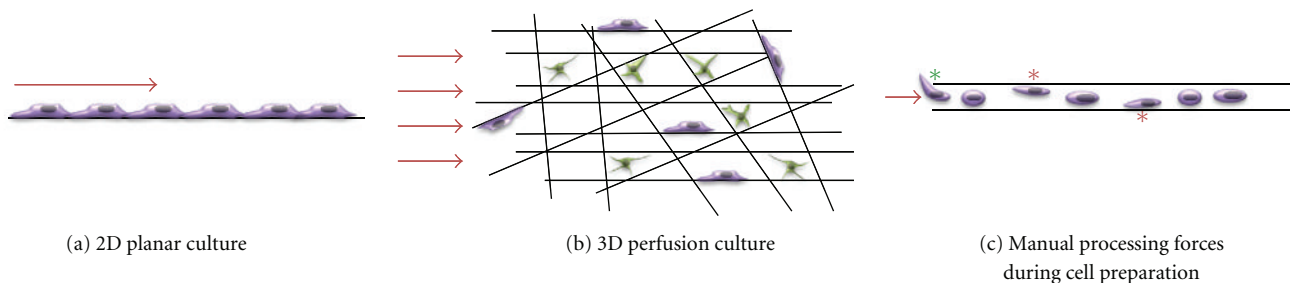 (a) 2D planar culture
(b) 3D perfusion culture
(c) Manual processing forces
during cell preparation